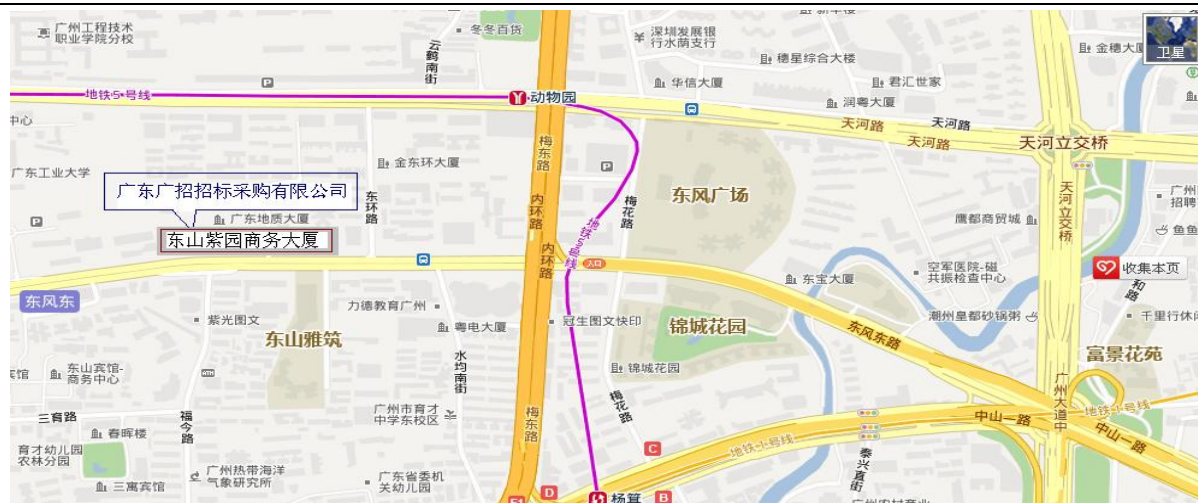 广州工程技术
职业学院分校
云鹤南街
冬冬百货
深圳发展银
行水荫支行
穗星综合大楼
金穗大
卫星
华信大厦
君汇世家
润粤大厦
地铁5号线
动物园
天河路
天河路
天河路
天河立交桥
中心
广东工业大学
金东环大厦
梅东路
东风广场
天河立交
广州
招聘
广东广招招标采购有限公司
东环路
内环路
梅花路
广东地质大厦
鹰都商贸城
鱼鱼
东山紫园商务大厦
地铁5号线
内环路
入口
空军医院-磁
共振检查中心
收集本页
东宝大厦
和路
东风东
力德教育广州
紫光图文
粤电大厦
冠生图文快印
锦城花园
潮州皇都砂锅粥
千里行休
东山雅筑
东风东路
富景花苑
宾馆
东山宾馆-
商务中心
水均南街
锦城花园
广州大道中
三育路
福今路
广州市育才
中学东校区
梅东路
梅花路
中山一路
地铁1号线
中山一路
春晖楼
育才幼儿园
农林分园
地铁1号线
C
泰兴直街
广州热带海洋
气象研究所
广东省委机
关幼儿园
三寓宾馆
D
杨箕
B